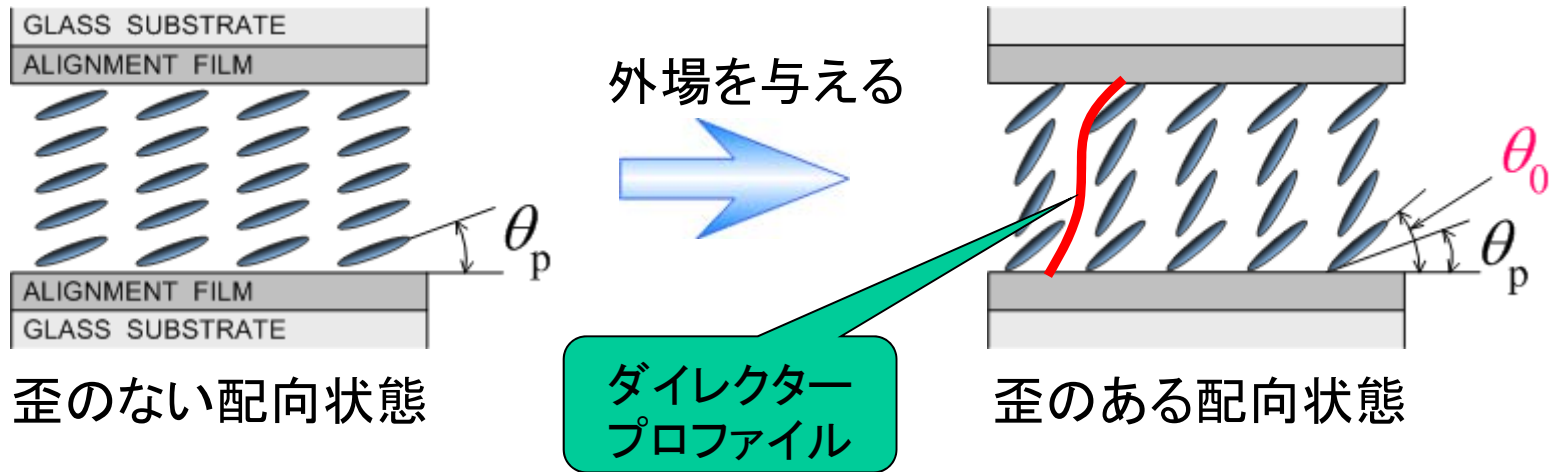 GLASS SUBSTRATE
ALIGNMENT FILM
θp
ALIGNMENT FILM
GLASS SUBSTRATE
歪のない配向状態
外場を与える
ダイレクター
プロファイル
θ0
θp
歪のある配向状態